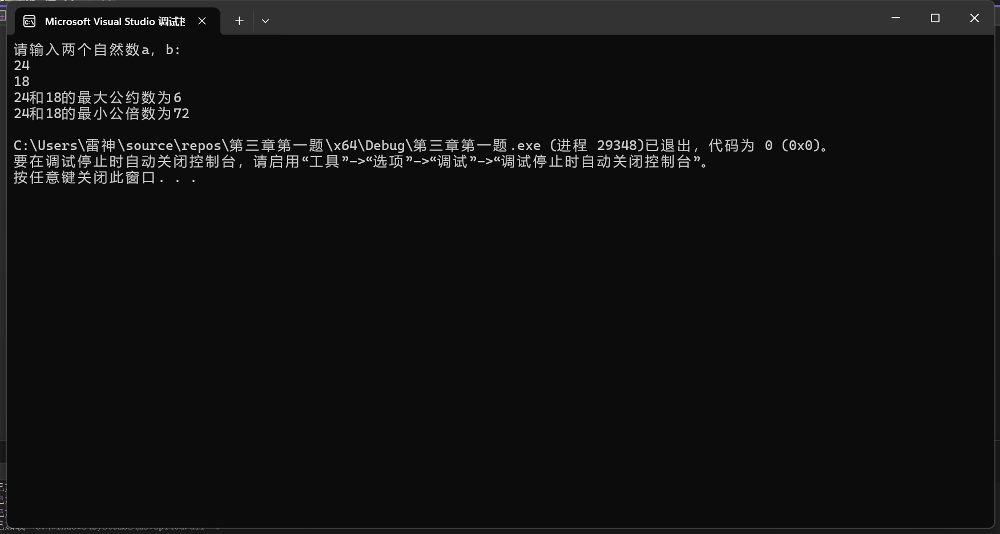 Microsoft Visual Studio 调试
请输入两个自然数a，b：
24
18
24和18的最大公约数为6
24和18的最小公倍数为72
C:\Users\雷神\source\repos\第三章第一题\x64\Debug\第三章第一题.exe (进程 29348)已退出，代码为 0 (0x0)。
要在调试停止时自动关闭控制台，请启用“工具”->“选项”->“调试”->“调试停止时自动关闭控制台”。
按任意键关闭此窗口. . .